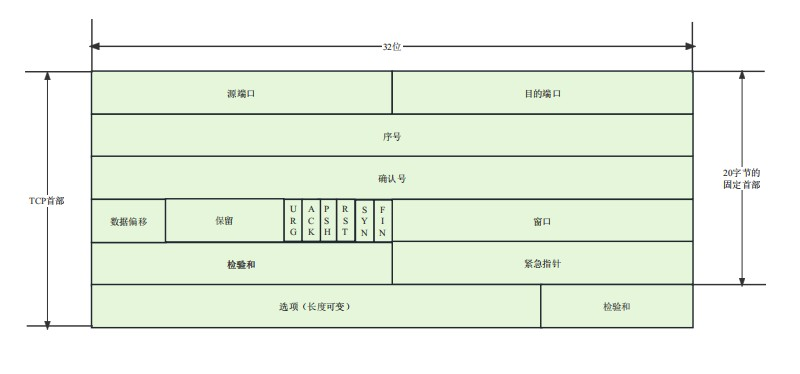 32位
源端口
目的端口
序号
TCP首部
确认号
20字节的
固定首部
数据偏移
保留
URG
ACK
PSH
RST
SYN
FIN
窗口
检验和
紧急指针
选项（长度可变）
检验和